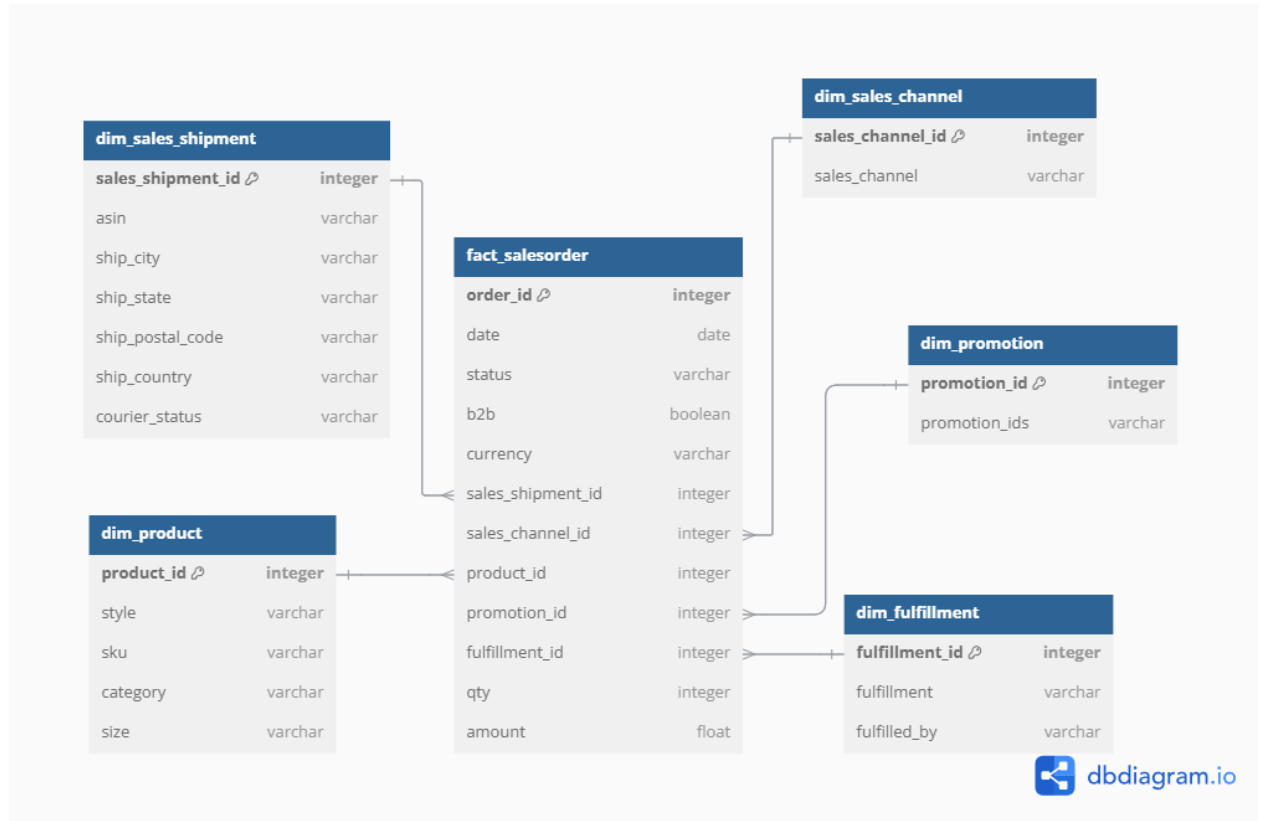 dim_sales_shipment
sales_shipment_id integer
asin varchar
ship_city varchar
ship_state varchar
ship_postal_code varchar
ship_country varchar
courier_status varchar
dim_product
product_id integer
style varchar
sku varchar
category varchar
size varchar
fact_salesorder
order_id integer
date date
status varchar
b2b boolean
currency varchar
sales_shipment_id integer
sales_channel_id integer
product_id integer
promotion_id integer
fulfillment_id integer
qty integer
amount float
dim_sales_channel
sales_channel_id integer
sales_channel varchar
dim_promotion
promotion_id integer
promotion_ids varchar
dim_fulfillment
fulfillment_id integer
fulfillment varchar
fulfilled_by varchar
dbdiagram.io